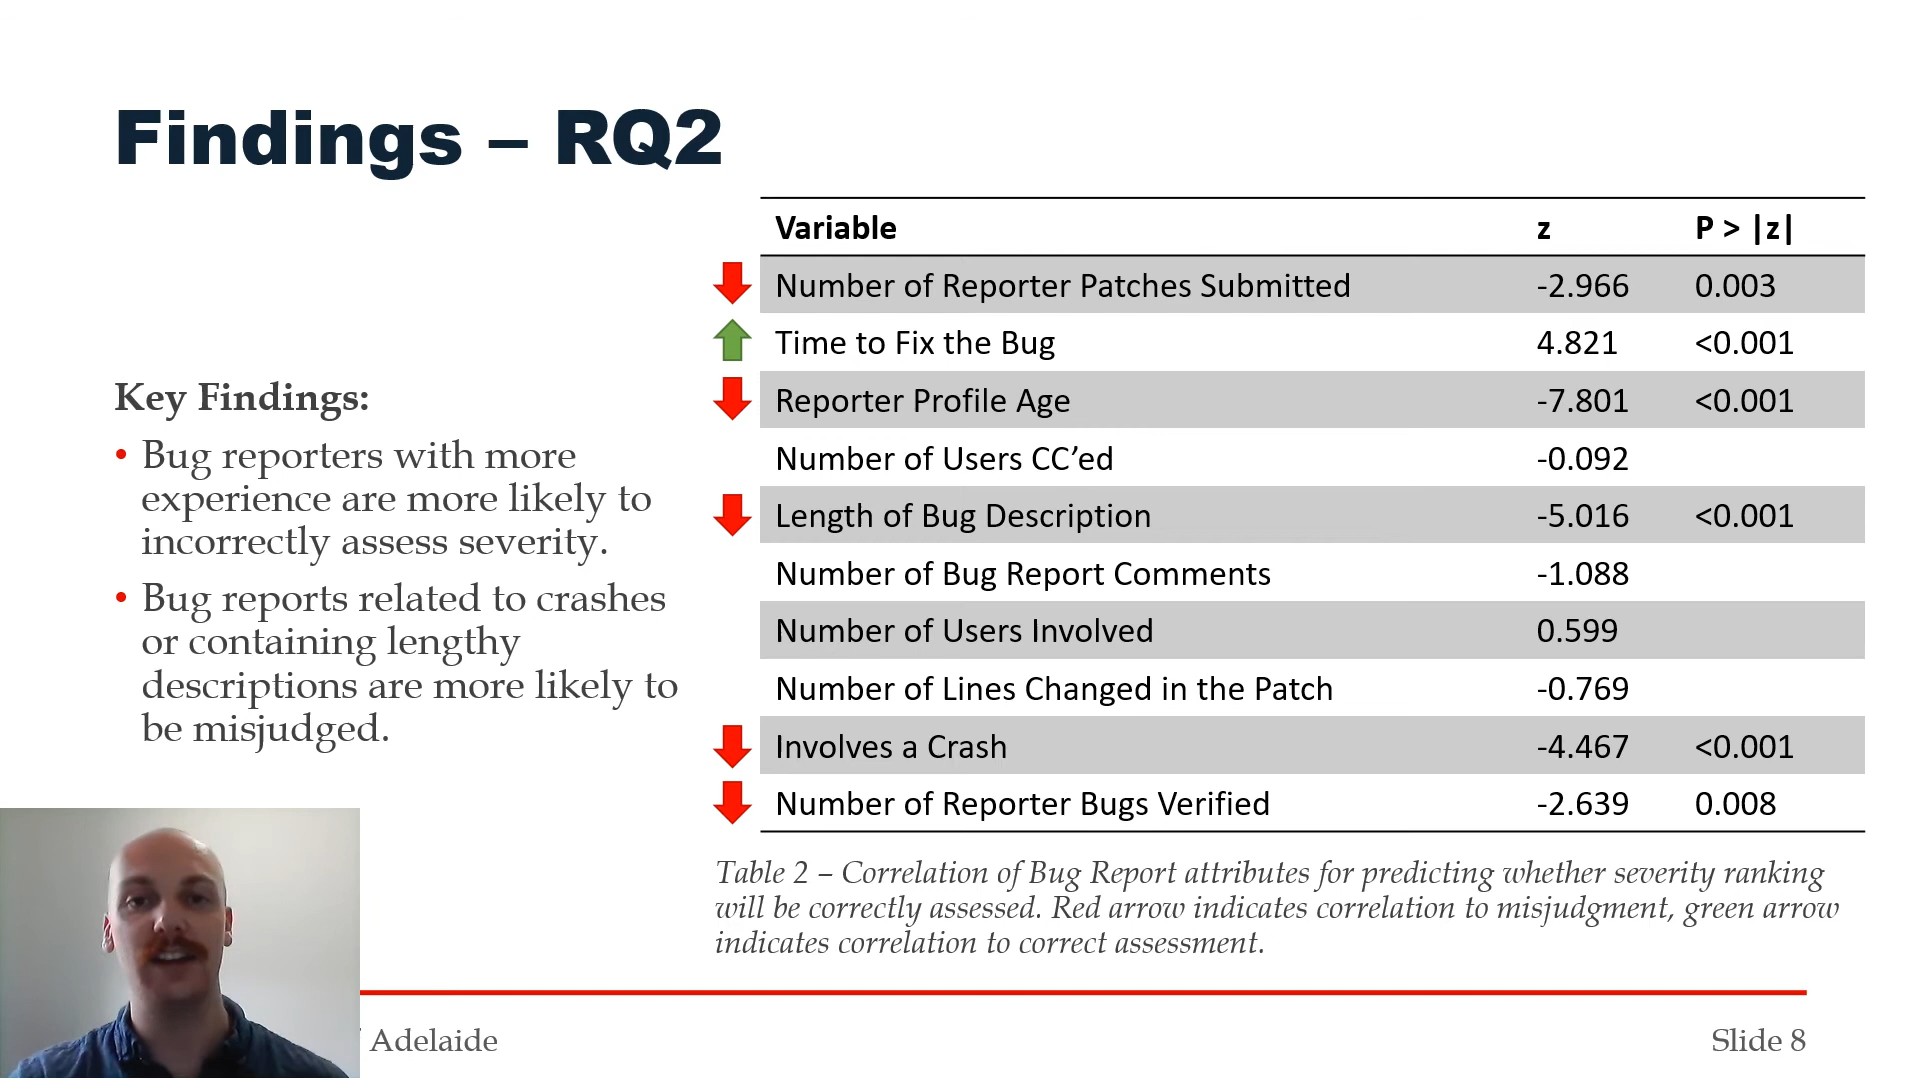 Findings – RQ2
Key Findings:
• Bug reporters with more
experience are more likely to
incorrectly assess severity.
• Bug reports related to crashes
or containing lengthy
descriptions are more likely to
be misjudged.
Variable z P > |z|
Number of Reporter Patches Submitted -2.966 0.003
Time to Fix the Bug 4.821 <0.001
Reporter Profile Age -7.801 <0.001
Number of Users CC’ed -0.092
Length of Bug Description -5.016 <0.001
Number of Bug Report Comments -1.088
Number of Users Involved 0.599
Number of Lines Changed in the Patch -0.769
Involves a Crash -4.467 <0.001
Number of Reporter Bugs Verified -2.639 0.008
Table 2 – Correlation of Bug Report attributes for predicting whether severity ranking
will be correctly assessed. Red arrow indicates correlation to misjudgment, green arrow
indicates correlation to correct assessment.
Adelaide
Slide 8